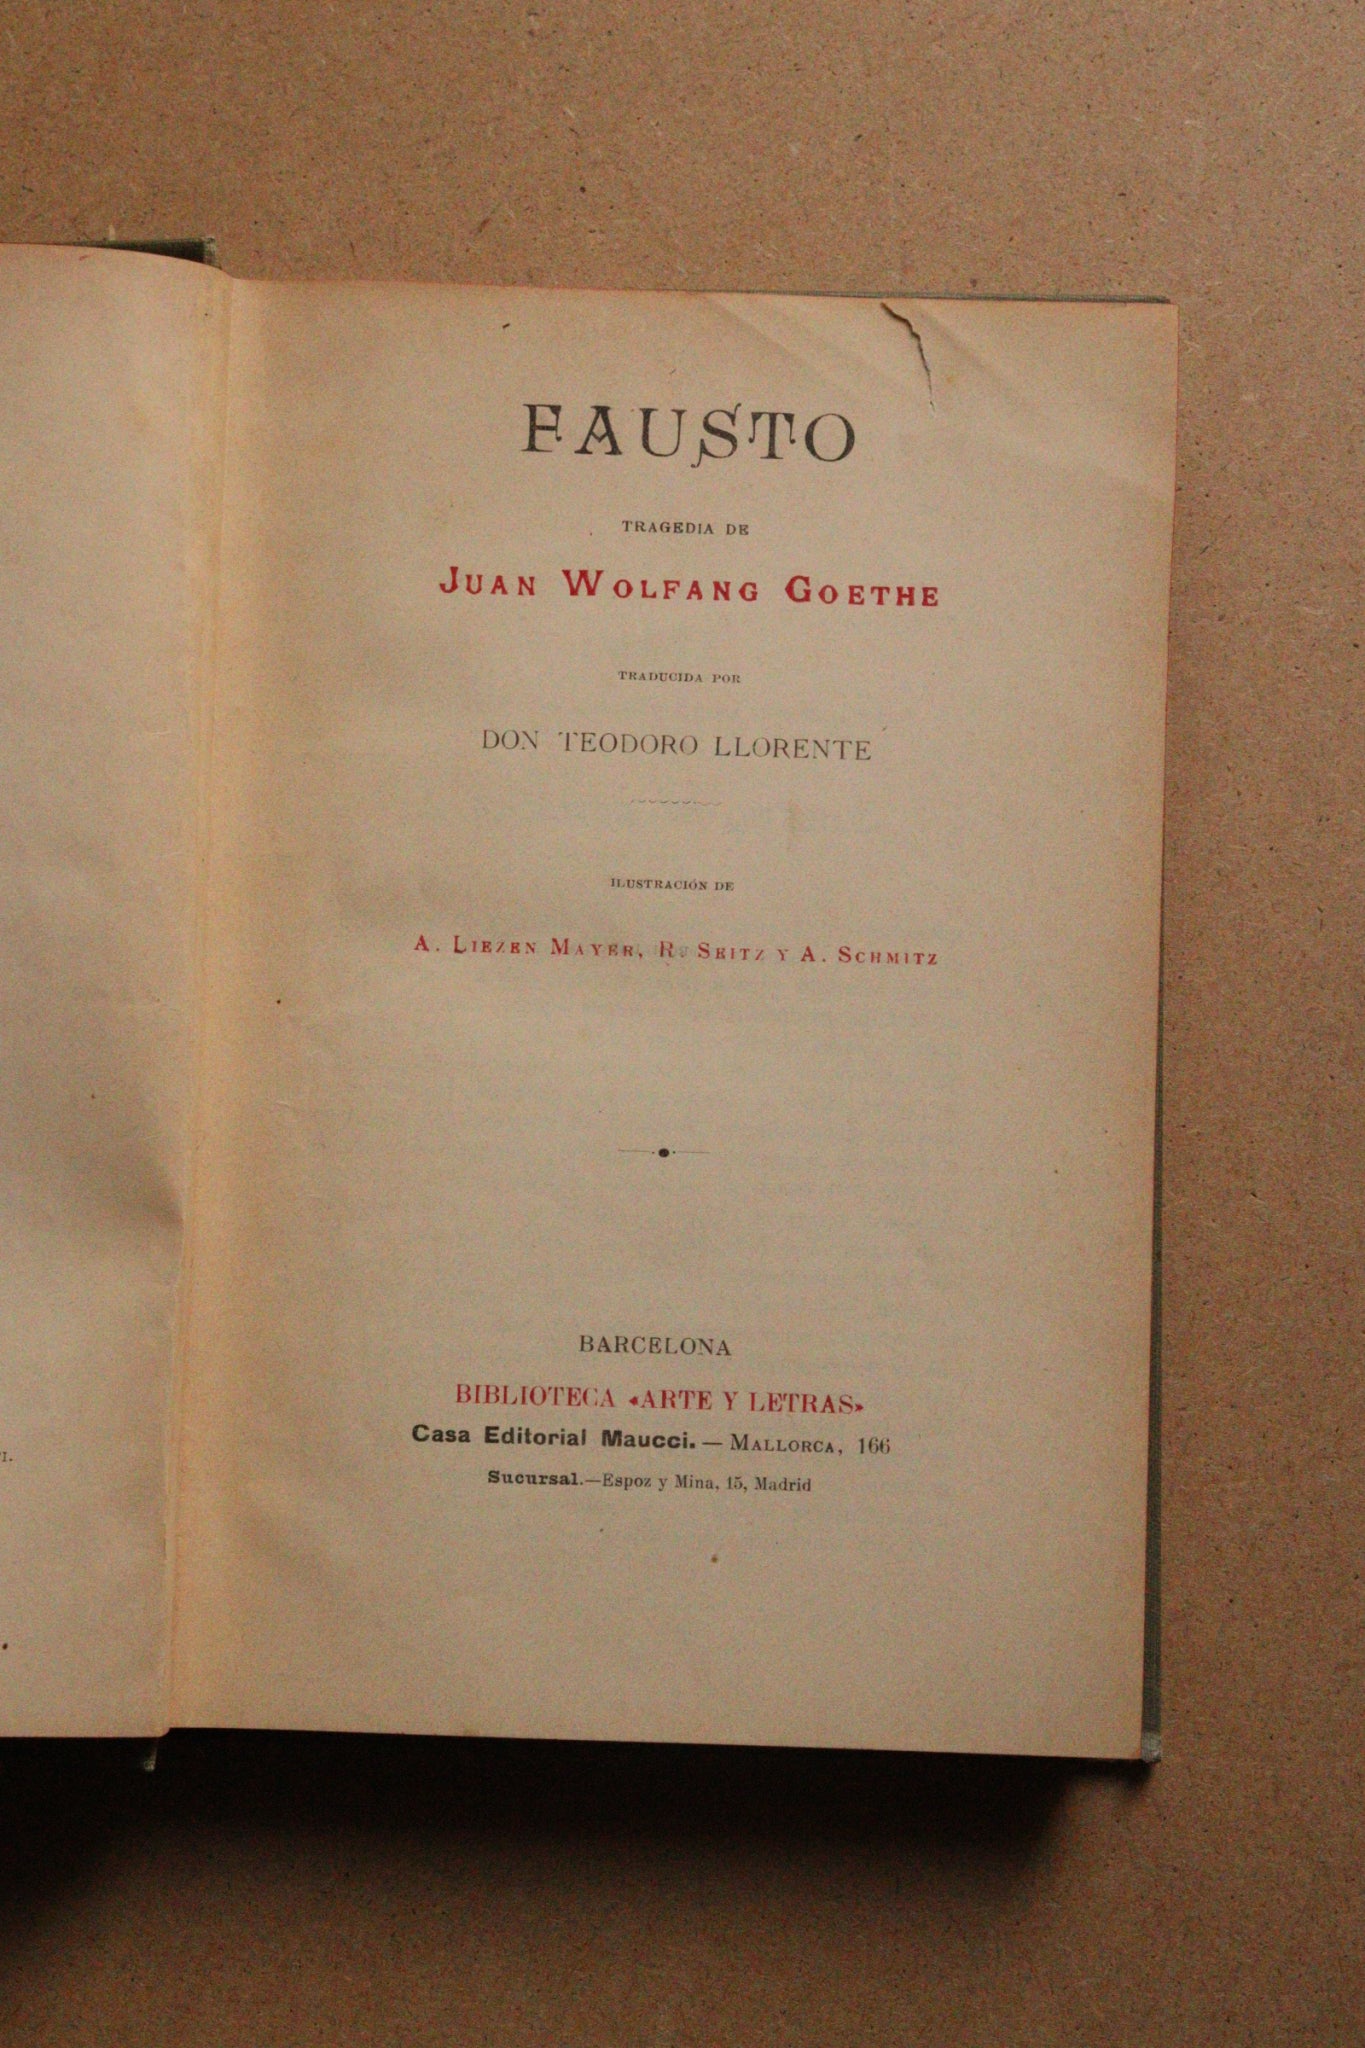 FAUSTO
TRAGEDIA DE
JUAN WOLFANG GOETHE
TRADUCIDA POR
DON TEODORO LLORENTE
ILUSTRACIÓN DE
A. LIEZEN MAYER, R. SEITZ Y A. SCHMITZ
BARCELONA
BIBLIOTECA «ARTE Y LETRAS»
Casa Editorial Maucci. — MALLORCA, 166
Sucursal.—Espoz y Mina, 15, Madrid